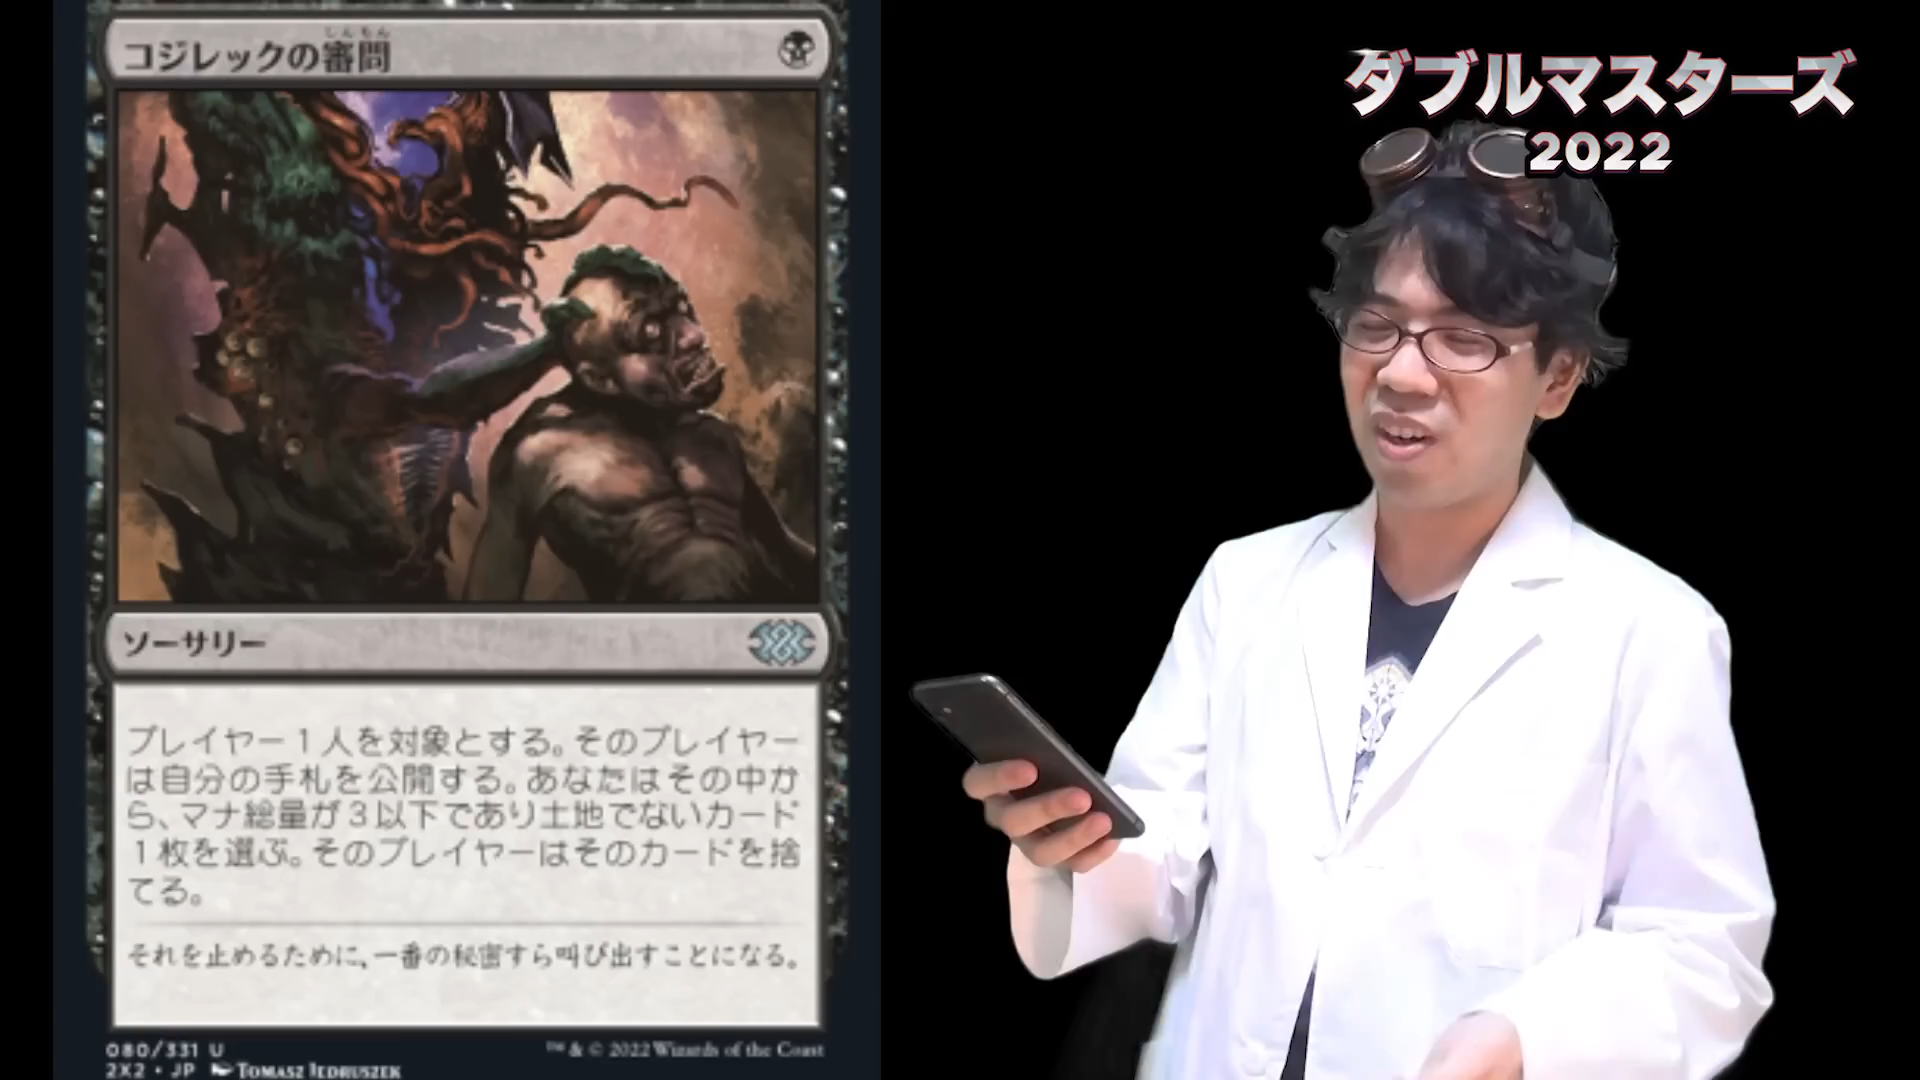 しんもん
コジレックの審問
ソーサリー
プレイヤー1人を対象とする。そのプレイヤー
は自分の手札を公開する。あなたはその中か
ら、マナ総量が3以下であり土地でないカード
1枚を選ぶ。そのプレイヤーはそのカードを捨
てる。
それを止めるために、一番の秘密すら叫び出すことになる。
080/331 U
™ & © 2022 Wizards of the Coast
2X2 • JP TOMASZ JEDRUSZEK
ダブルマスターズ
2022